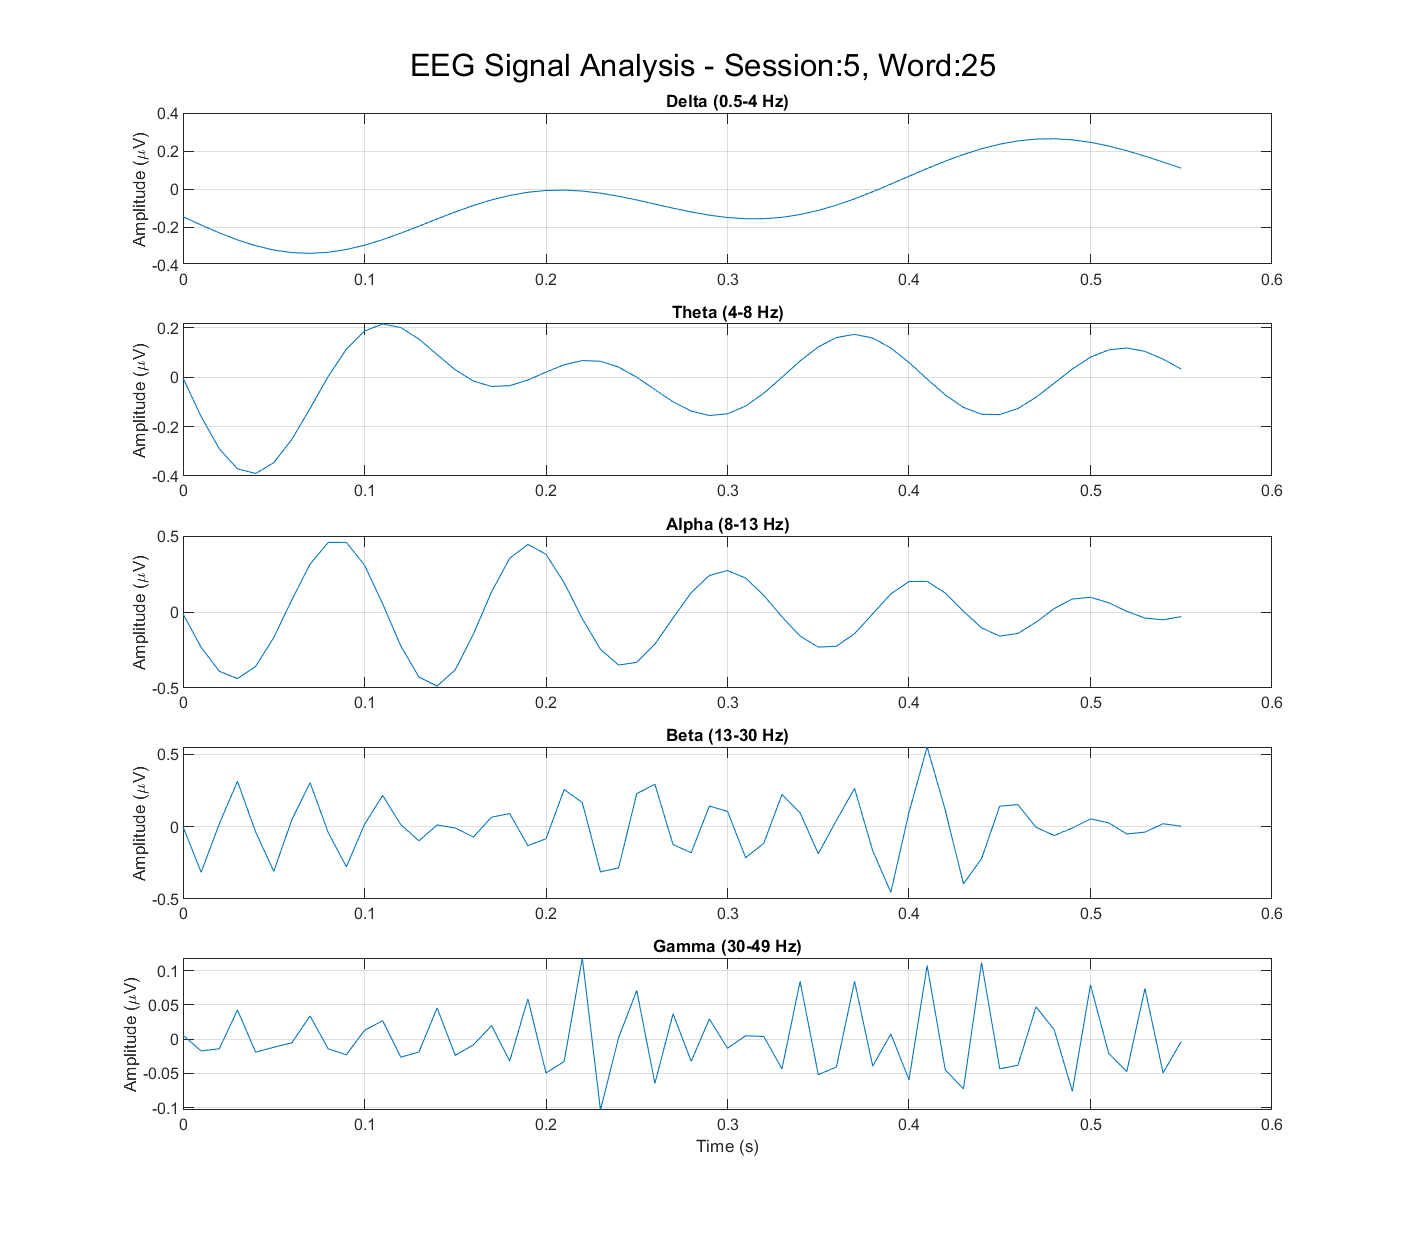 EEG Signal Analysis - Session:5, Word:25
Delta (0.5-4 Hz)
Amplitude (μV)
0.4
0.2
0
-0.2
-0.4
0 0.1 0.2 0.3 0.4 0.5 0.6
Theta (4-8 Hz)
Amplitude (μV)
0.2
0
-0.2
-0.4
0 0.1 0.2 0.3 0.4 0.5 0.6
Alpha (8-13 Hz)
Amplitude (μV)
0.5
0
-0.5
0 0.1 0.2 0.3 0.4 0.5 0.6
Beta (13-30 Hz)
Amplitude (μV)
0.5
0
-0.5
0 0.1 0.2 0.3 0.4 0.5 0.6
Gamma (30-49 Hz)
Amplitude (μV)
0.1
0.05
0
-0.05
-0.1
0 0.1 0.2 0.3 0.4 0.5 0.6
Time (s)